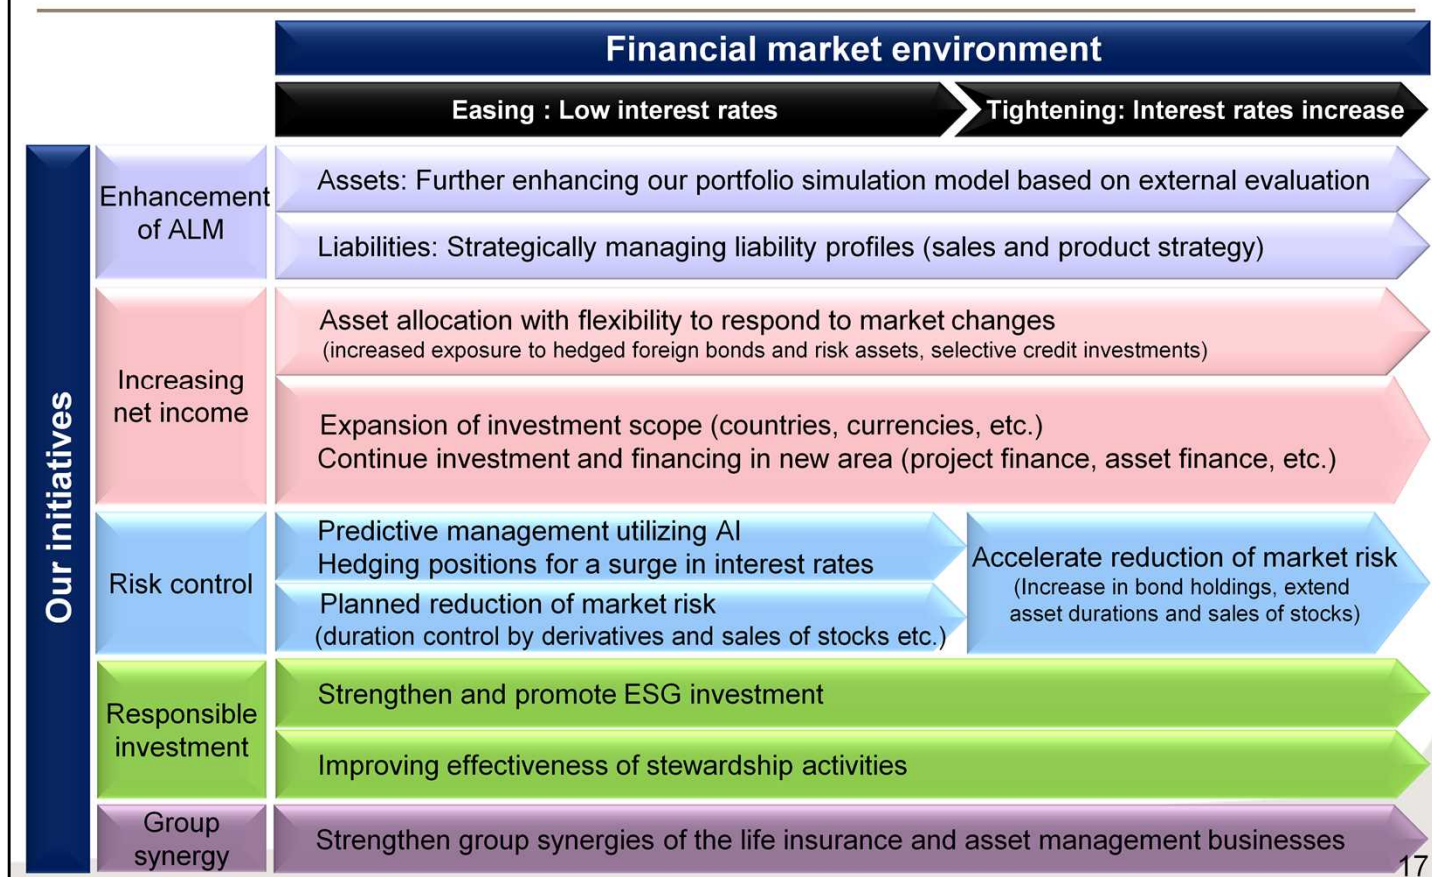 Financial market environment
Easing : Low interest rates
Tightening: Interest rates increase
Our initiatives
Enhancement
of ALM
Assets: Further enhancing our portfolio simulation model based on external evaluation
Liabilities: Strategically managing liability profiles (sales and product strategy)
Increasing
net income
Asset allocation with flexibility to respond to market changes
(increased exposure to hedged foreign bonds and risk assets, selective credit investments)
Expansion of investment scope (countries, currencies, etc.)
Continue investment and financing in new area (project finance, asset finance, etc.)
Risk control
Predictive management utilizing AI
Hedging positions for a surge in interest rates
Planned reduction of market risk
(duration control by derivatives and sales of stocks etc.)
Accelerate reduction of market risk
(Increase in bond holdings, extend
asset durations and sales of stocks)
Responsible
investment
Strengthen and promote ESG investment
Improving effectiveness of stewardship activities
Group
synergy
Strengthen group synergies of the life insurance and asset management businesses
17